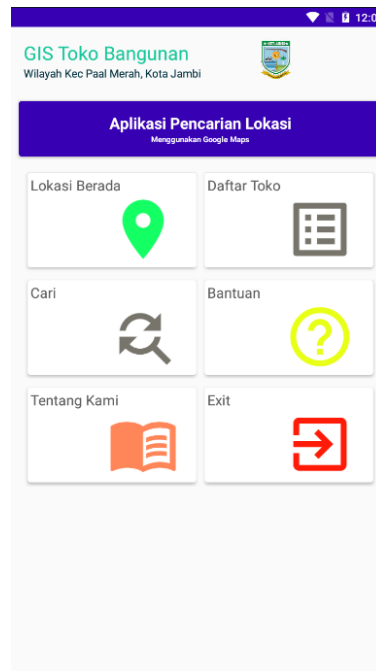 12:0
GIS Toko Bangunan
Wilayah Kec Paal Merah, Kota Jambi
Aplikasi Pencarian Lokasi
Menggunakan Google Maps
Lokasi Berada
Daftar Toko
Cari
Bantuan
?
Tentang Kami
Exit